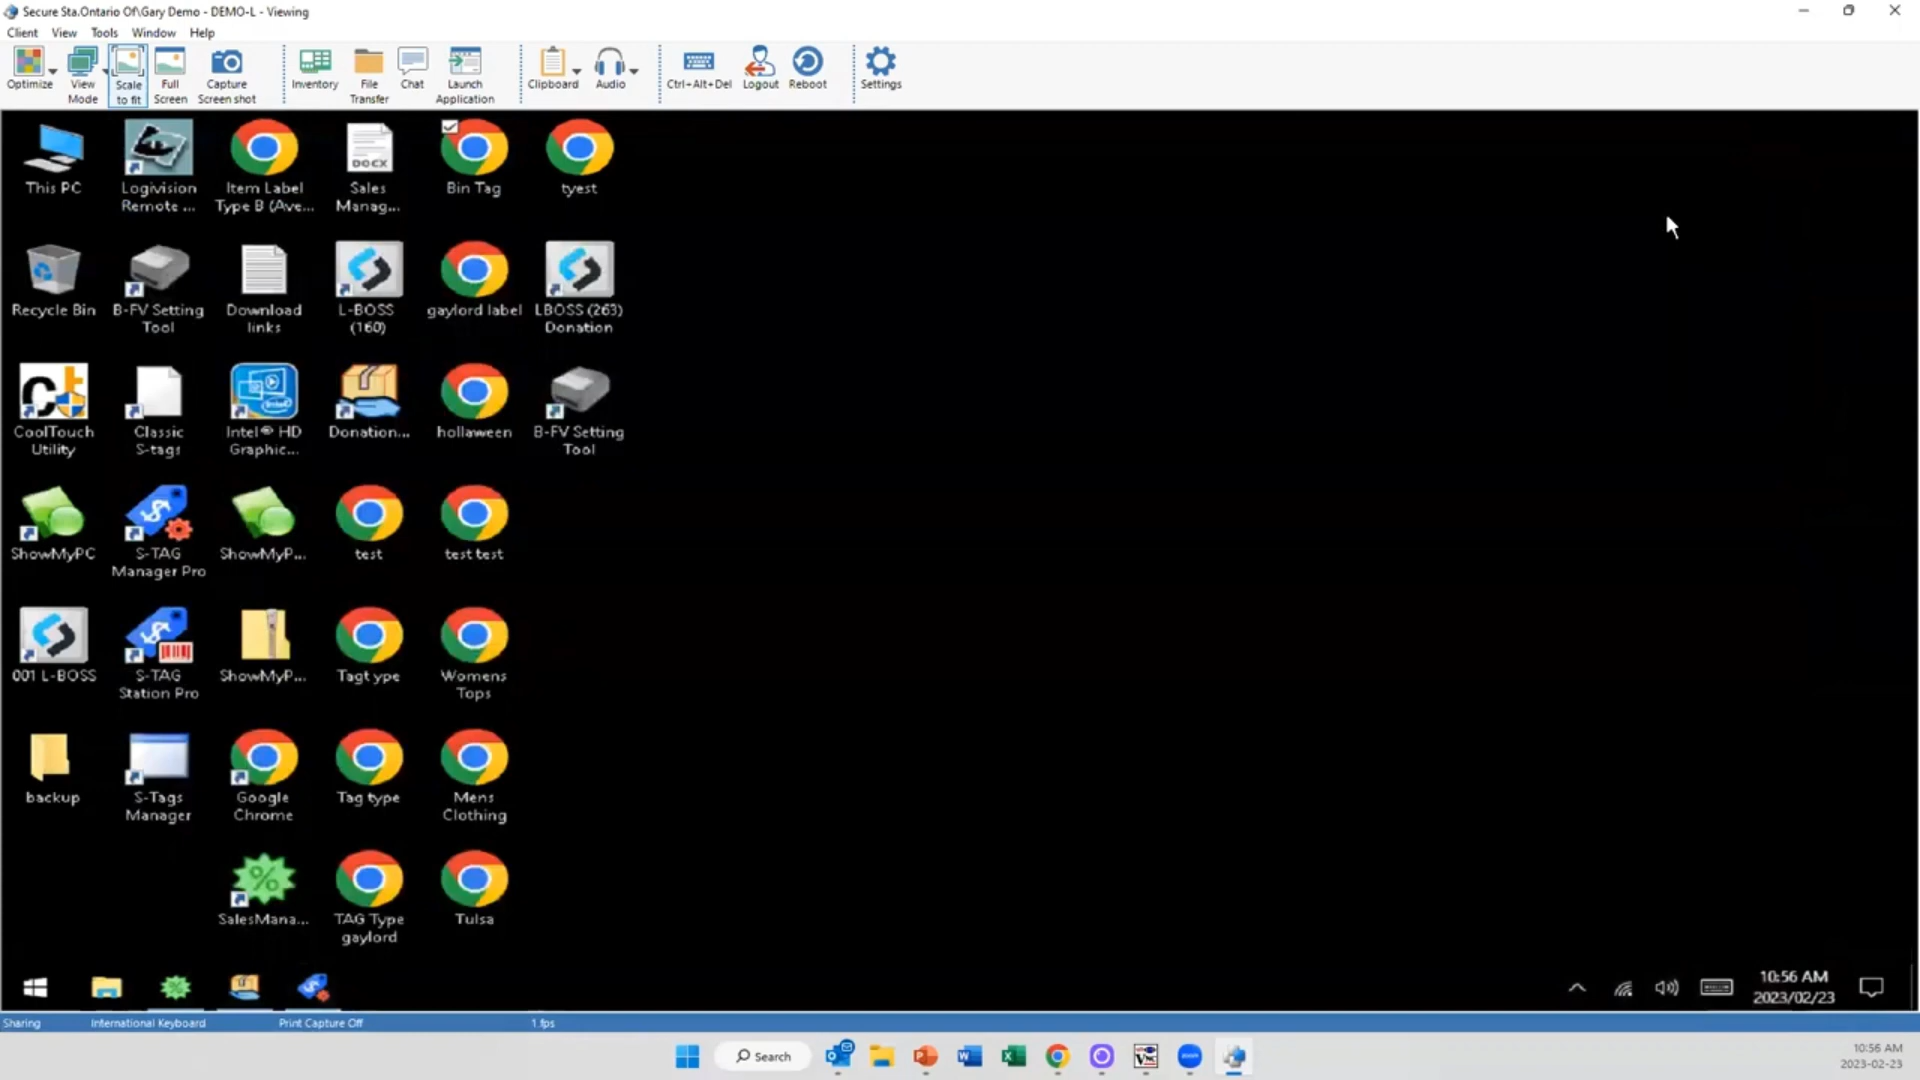 Secure Sta.Ontario Of\Gary Demo - DEMO-L - Viewing
Client View Tools Window Help
Optimize
View
Mode
Scale
to fit
Full
Screen
Capture
Screen shot
Inventory
File
Transfer
Chat
Launch
Application
Clipboard
Audio
Ctrl+Alt+Del
Logout
Reboot
Settings
This PC
Logivision
Remote ...
Item Label
Type B (Ave...
DOCX
Sales
Manag...
Bin Tag
tyest
Recycle Bin
B-FV Setting
Tool
Download
links
L-BOSS
(160)
gaylord label
LBOSS (263)
Donation
CoolTouch
Utility
Classic
S-tags
Intel® HD
Graphic...
Donation...
hollaween
B-FV Setting
Tool
ShowMyPC
S-TAG
Manager Pro
ShowMyP...
test
test test
001 L-BOSS
S-TAG
Station Pro
ShowMyP...
Tagt ype
Womens
Tops
backup
S-Tags
Manager
Google
Chrome
Tag type
Mens
Clothing
SalesMana...
TAG Type
gaylord
Tulsa
10:56 AM
2023/02/23
Sharing International Keyboard Print Capture Off 1 fps
Search
10:56 AM
2023-02-23